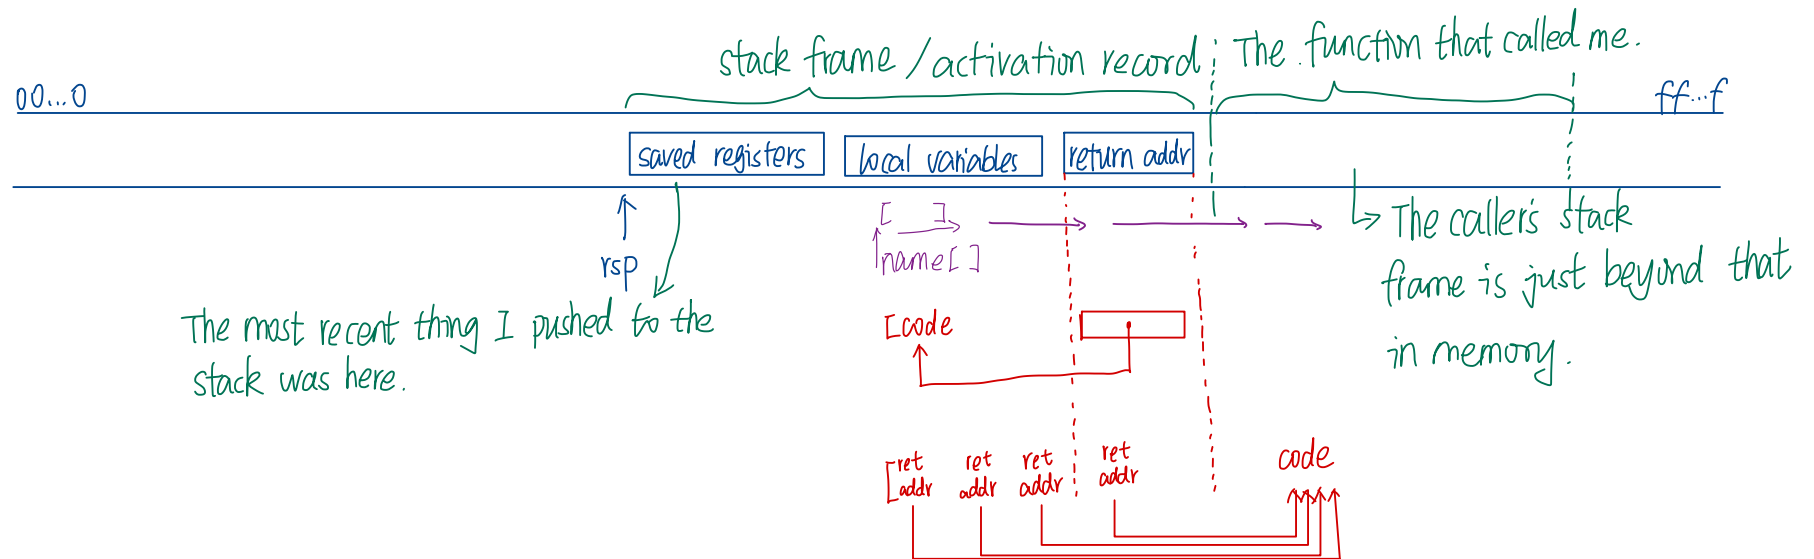 stack frame / activation record
The function that called me.
00...0
ff...f
saved registers
local variables
return addr
rsp
[ ]
name[ ]
The caller's stack
frame is just beyond that
in memory.
The most recent thing I pushed to the
stack was here.
[code
[ret addr
ret addr
ret addr
ret addr
code